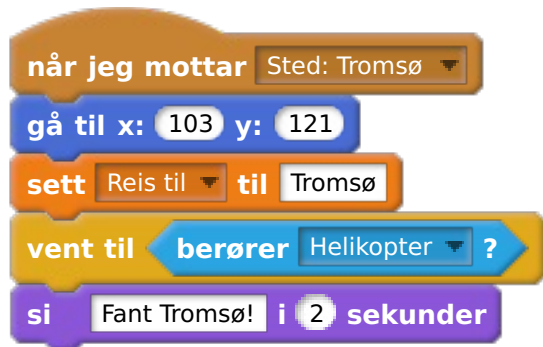 når jeg mottar Sted: Tromsø
gå til x: 103 y: 121
sett Reis til til Tromsø
vent til berører Helikopter ?
si Fant Tromsø! i 2 sekunder